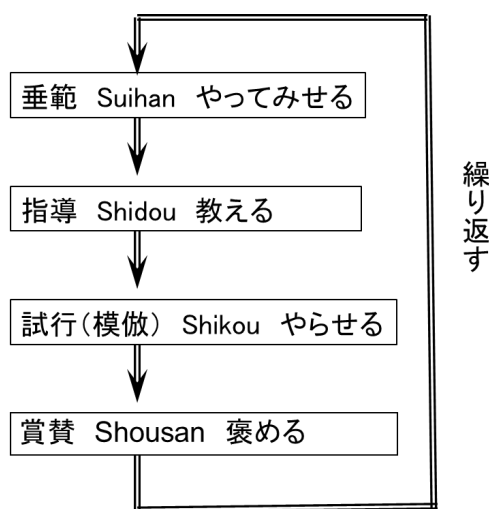 垂範 Suihan やってみせる
指導 Shidou 教える
試行(模倣) Shikou やらせる
賞賛 Shousan 褒める
繰り返す